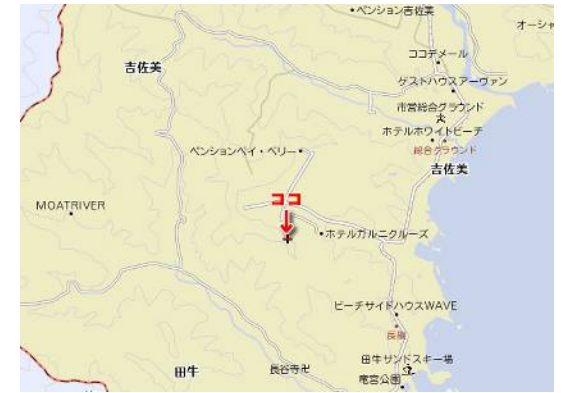 ペンション吉佐美
オーシャ
ココデメール
吉佐美
ゲストハウスアーヴァン
市営総合グラウンド
ホテルホワイトビーチ
総合グラウンド
ペンションベイ・ベリー
吉佐美
ココ
MOATRIVER
ホテルガルニクルーズ
ビーチサイドハウスWAVE
長磯
田牛サンドスキー場
田牛
長谷寺卍
竜宮公園